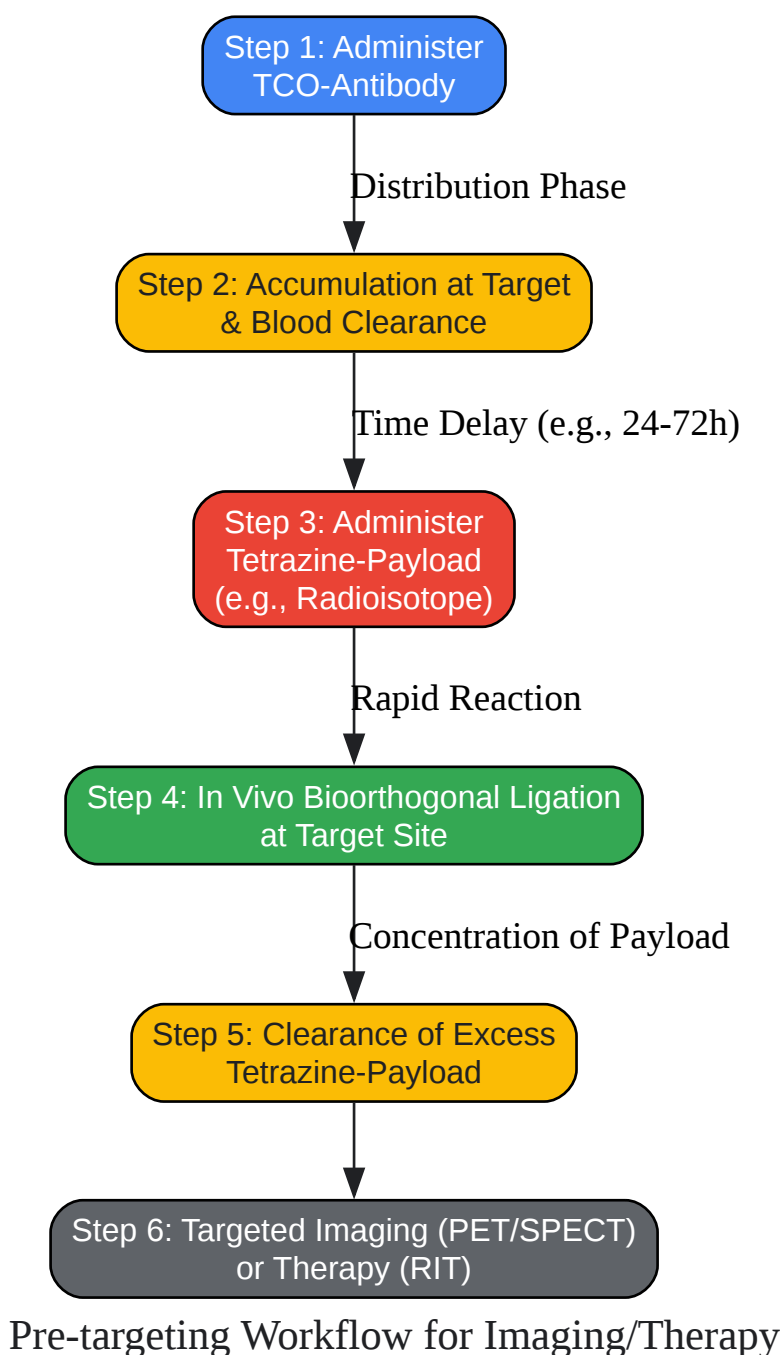 Step 1: Administer
TCO-Antibody
Distribution Phase
Step 2: Accumulation at Target
& Blood Clearance
Time Delay (e.g., 24-72h)
Step 3: Administer
Tetrazine-Payload
(e.g., Radioisotope)
Rapid Reaction
Step 4: In Vivo Bioorthogonal Ligation
at Target Site
Concentration of Payload
Step 5: Clearance of Excess
Tetrazine-Payload
Step 6: Targeted Imaging (PET/SPECT)
or Therapy (RIT)
Pre-targeting Workflow for Imaging/Therapy